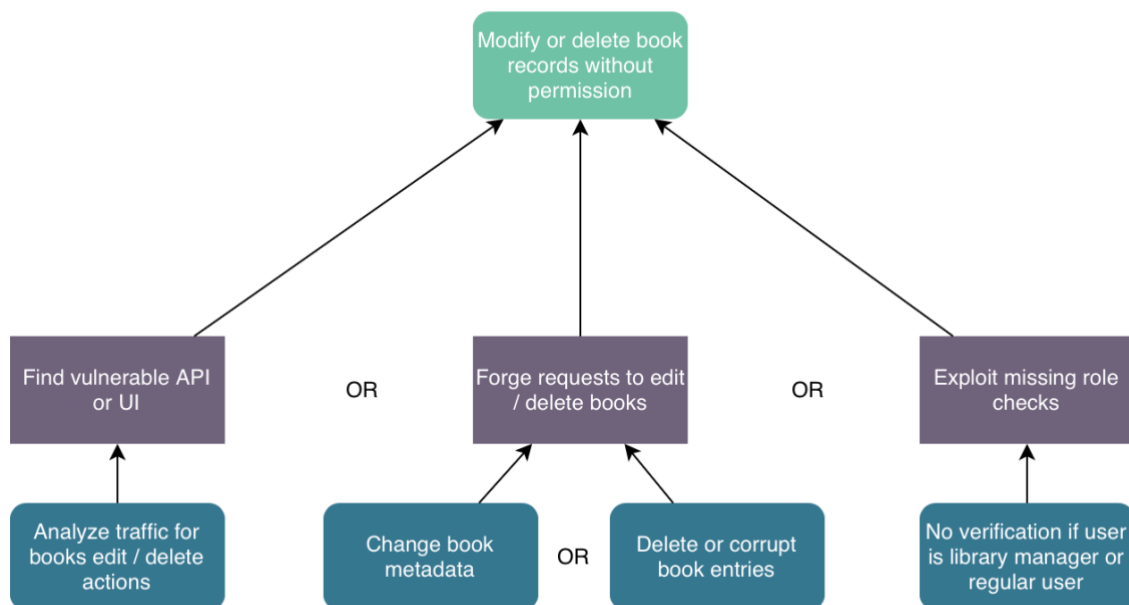 Modify or delete book
records without
permission
Find vulnerable API
or UI
OR
Forge requests to edit
/ delete books
OR
Exploit missing role
checks
Analyze traffic for
books edit / delete
actions
Change book
metadata
OR
Delete or corrupt
book entries
No verification if user
is library manager or
regular user